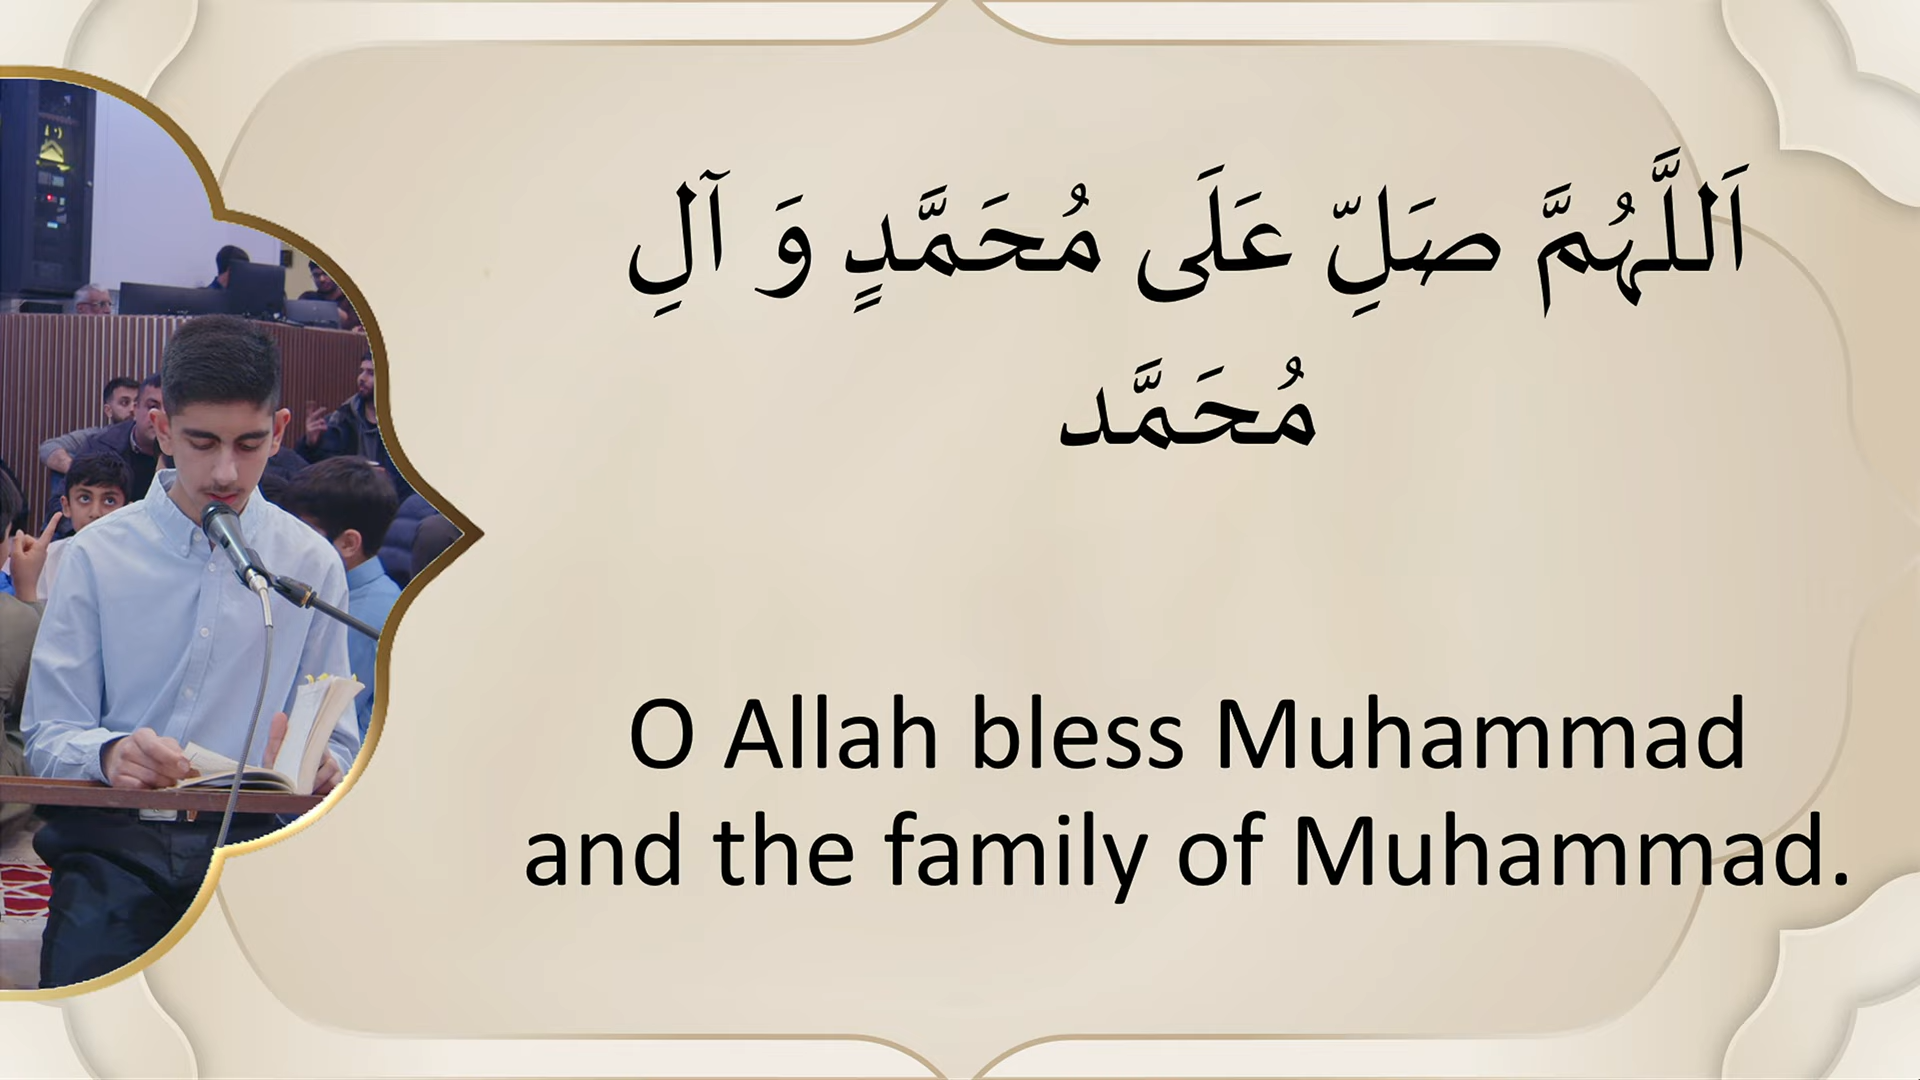 اَللَّهُمَّ صَلِّ عَلَى مُحَمَّدٍ وَ آلِ
مُحَمَّد
O Allah bless Muhammad
and the family of Muhammad.